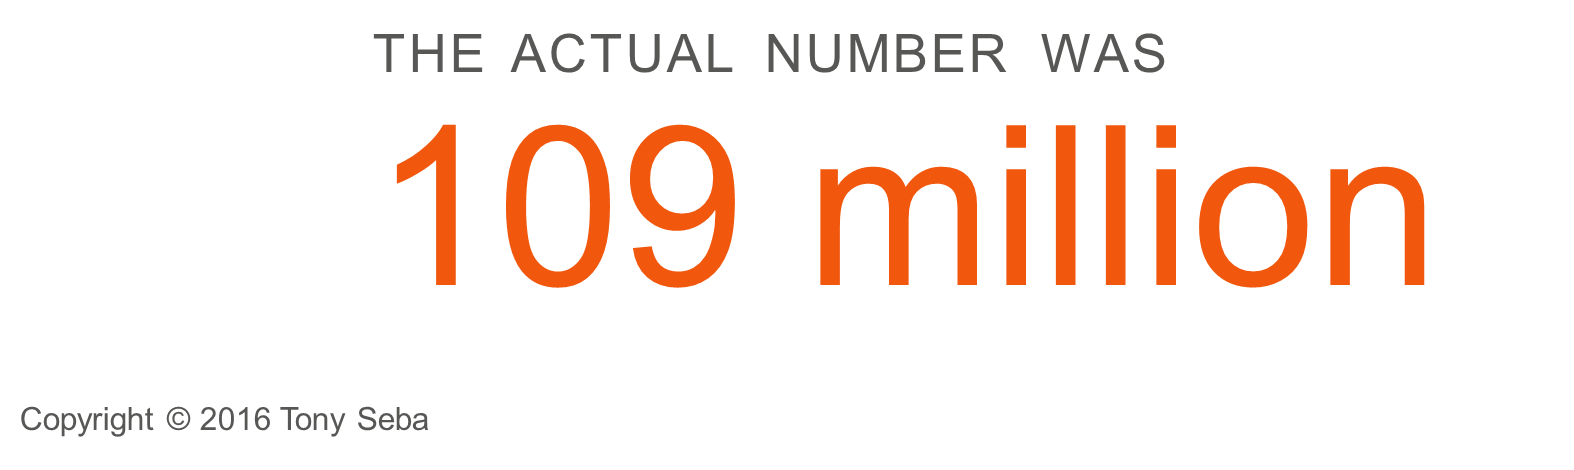 THE ACTUAL NUMBER WAS
109 million
Copyright © 2016 Tony Seba